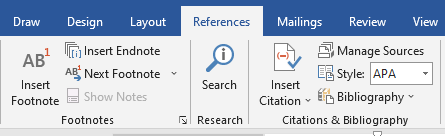 Draw Design Layout References Mailings Review View
AB1 Insert Endnote Manage Sources
AB1 Next Footnote Style: APA
Insert Footnote Show Notes Search Insert Citation Bibliography
Footnotes Research Citations & Bibliography